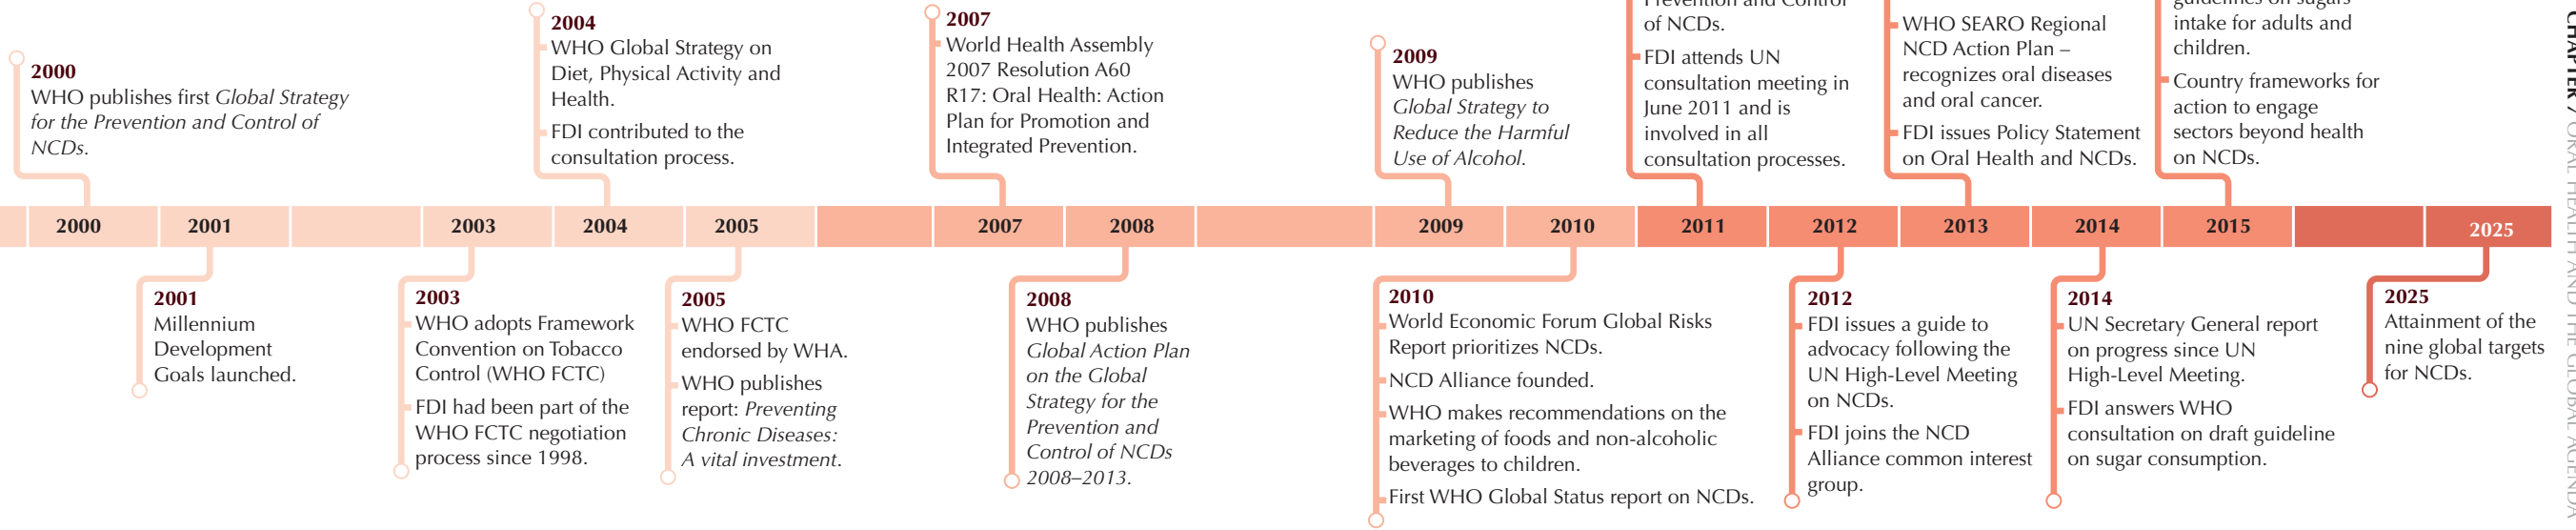 2000
WHO publishes first Global Strategy
for the Prevention and Control of
NCDs.
2004
WHO Global Strategy on
Diet, Physical Activity and
Health.
FDI contributed to the
consultation process.
2007
World Health Assembly
2007 Resolution A60
R17: Oral Health: Action
Plan for Promotion and
Integrated Prevention.
2009
WHO publishes
Global Strategy to
Reduce the Harmful
Use of Alcohol.
Prevention and Control
of NCDs.
FDI attends UN
consultation meeting in
June 2011 and is
involved in all
consultation processes.
WHO SEARO Regional
NCD Action Plan –
recognizes oral diseases
and oral cancer.
FDI issues Policy Statement
on Oral Health and NCDs.
guidelines on sugars
intake for adults and
children.
Country frameworks for
action to engage
sectors beyond health
on NCDs.
2000 2001 2003 2004 2005 2007 2008 2009 2010 2011 2012 2013 2014 2015 2025
2001
Millennium
Development
Goals launched.
2003
WHO adopts Framework
Convention on Tobacco
Control (WHO FCTC)
FDI had been part of the
WHO FCTC negotiation
process since 1998.
2005
WHO FCTC
endorsed by WHA.
WHO publishes
report: Preventing
Chronic Diseases:
A vital investment.
2008
WHO publishes
Global Action Plan
on the Global
Strategy for the
Prevention and
Control of NCDs
2008–2013.
2010
World Economic Forum Global Risks
Report prioritizes NCDs.
NCD Alliance founded.
WHO makes recommendations on the
marketing of foods and non-alcoholic
beverages to children.
First WHO Global Status report on NCDs.
2012
FDI issues a guide to
advocacy following the
UN High-Level Meeting
on NCDs.
FDI joins the NCD
Alliance common interest
group.
2014
UN Secretary General report
on progress since UN
High-Level Meeting.
FDI answers WHO
consultation on draft guideline
on sugar consumption.
2025
Attainment of the
nine global targets
for NCDs.
CHAPTER / ORAL HEALTH AND THE GLOBAL AGENDA